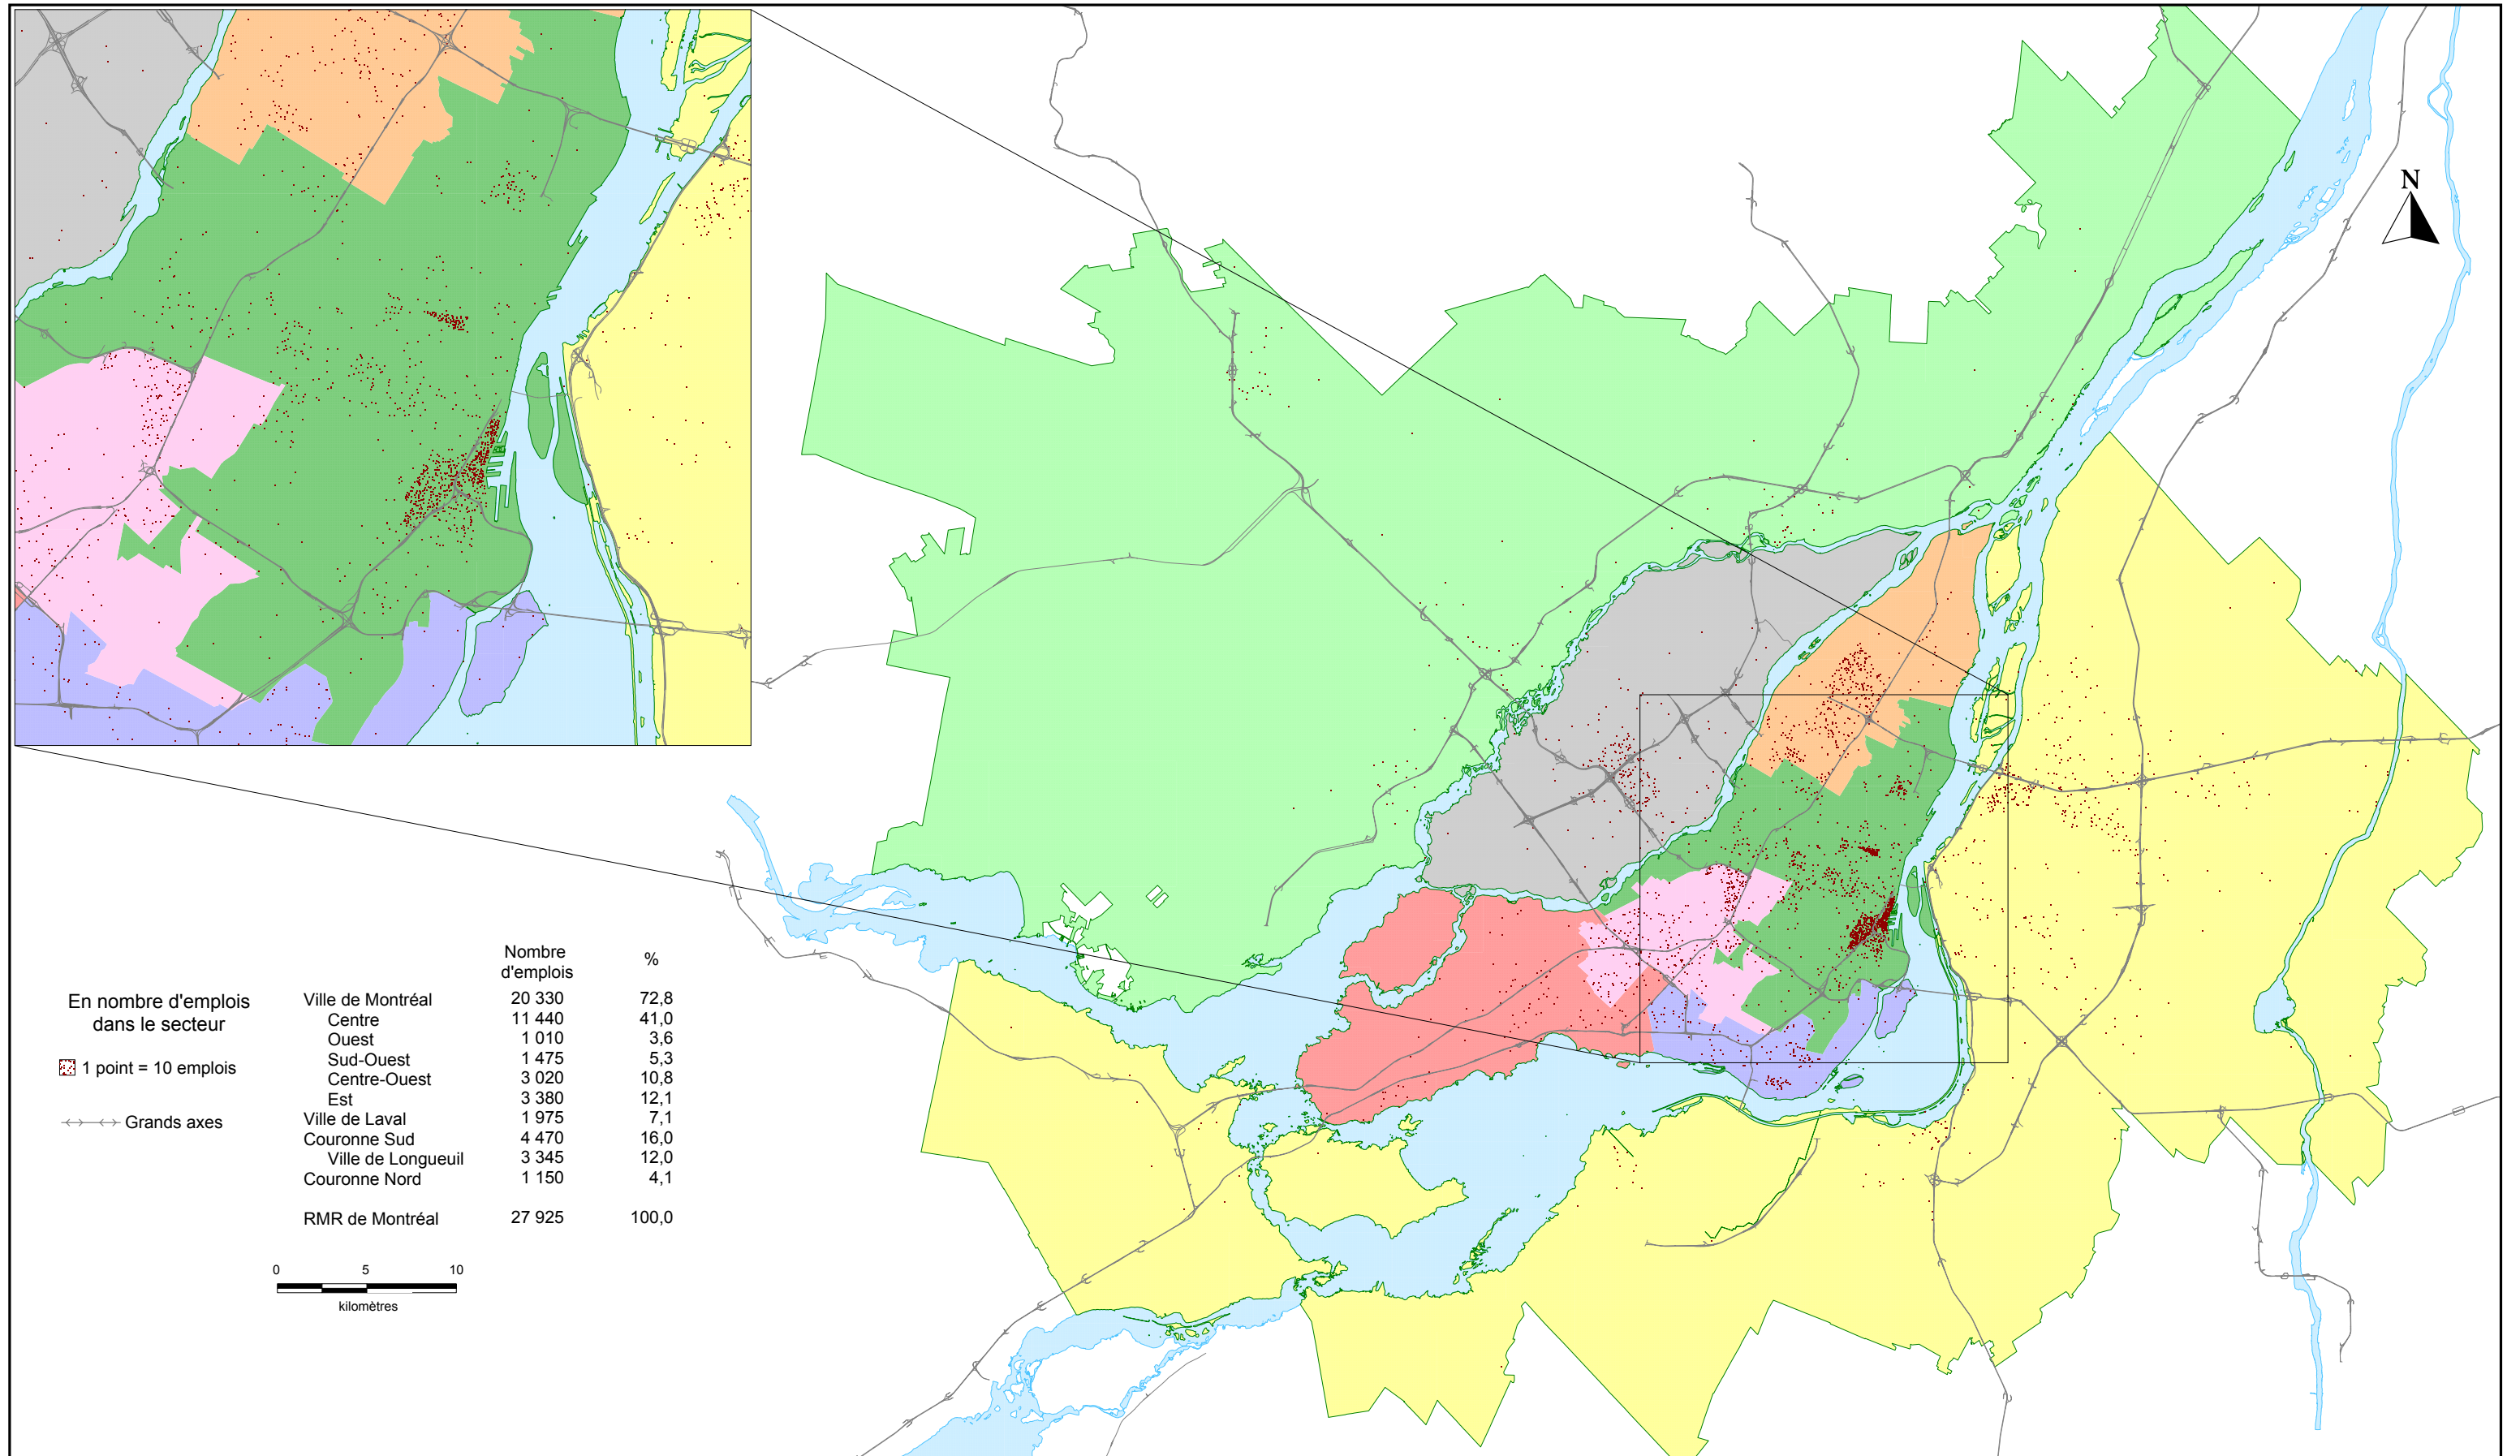 N
Nombre
d'emplois %
En nombre d'emplois
dans le secteur
1 point = 10 emplois
Grands axes
Ville de Montréal 20 330 72,8
Centre 11 440 41,0
Ouest 1 010 3,6
Sud-Ouest 1 475 5,3
Centre-Ouest 3 020 10,8
Est 3 380 12,1
Ville de Laval 1 975 7,1
Couronne Sud 4 470 16,0
Ville de Longueuil 3 345 12,0
Couronne Nord 1 150 4,1
RMR de Montréal 27 925 100,0
0 5 10
kilomètres